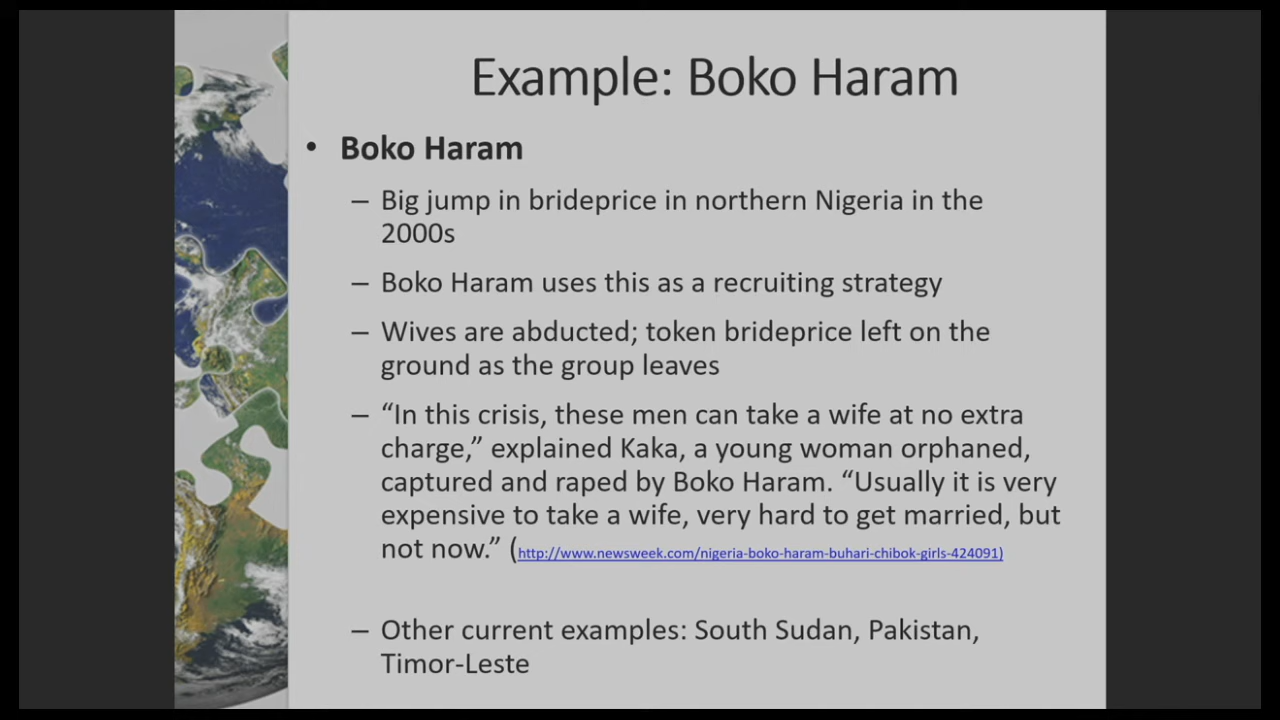 Example: Boko Haram
• Boko Haram
– Big jump in brideprice in northern Nigeria in the
2000s
– Boko Haram uses this as a recruiting strategy
– Wives are abducted; token brideprice left on the
ground as the group leaves
– “In this crisis, these men can take a wife at no extra
charge,” explained Kaka, a young woman orphaned,
captured and raped by Boko Haram. “Usually it is very
expensive to take a wife, very hard to get married, but
not now.” (http://www.newsweek.com/nigeria-boko-haram-buhari-chibok-girls-424091)
– Other current examples: South Sudan, Pakistan,
Timor-Leste